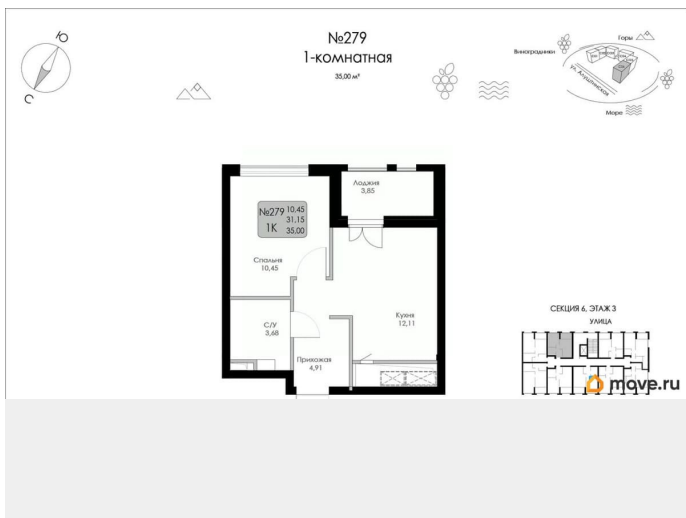 №279
1-комнатная
35,00 м²
Ю
С
Горы
Виноградники
ул. Алуштинская
Море
Лоджия
3,85
№279 10,45
31,15
1К 35,00
Спальня
10,45
Кухня
12,11
С/У
3,68
Прихожая
4,91
СЕКЦИЯ 6, ЭТАЖ 3
УЛИЦА
move.ru